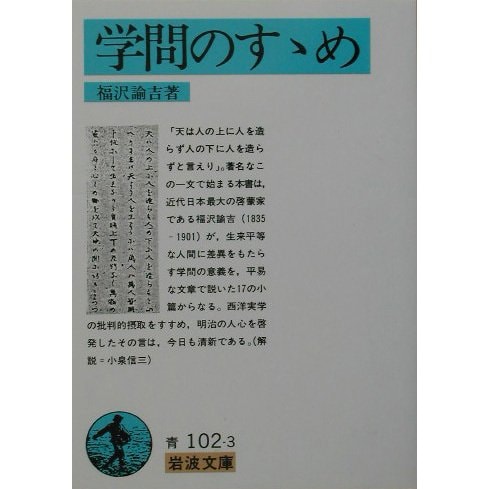 学問のすゝめ
福沢諭吉著
「天は人の上に人を造
らず人の下に人を造ら
ずと言えり」。著名なこ
の一文で始まる本書は，
近代日本最大の啓蒙家
である福沢諭吉（1835
‐1901）が，生来平等
な人間に差異をもたら
す学問の意義を，平易
な文章で説いた17の小
篇からなる。西洋実学
の批判的摂取をすすめ，明治の人心を啓
発したその言は，今日も清新である。（解
説＝小泉信三）
青 102-3
岩波文庫